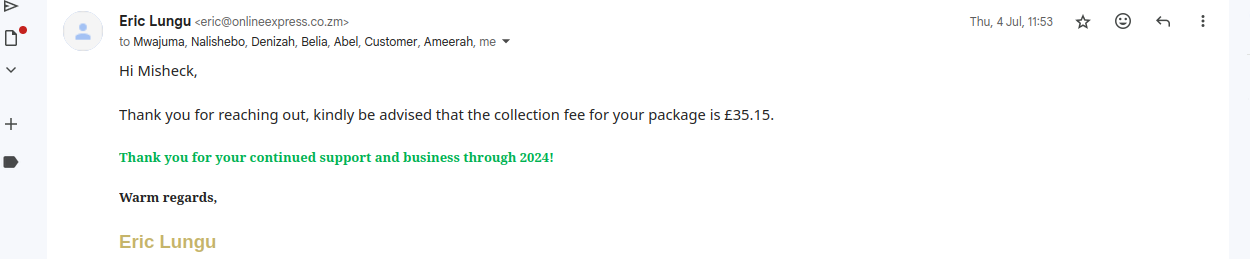 Eric Lungu <eric@onlineexpress.co.zm> Thu, 4 Jul, 11:53
to Mwajuma, Nalishebo, Denizah, Belia, Abel, Customer, Ameerah, me
Hi Misheck,
Thank you for reaching out, kindly be advised that the collection fee for your package is £35.15.
Thank you for your continued support and business through 2024!
Warm regards,
Eric Lungu